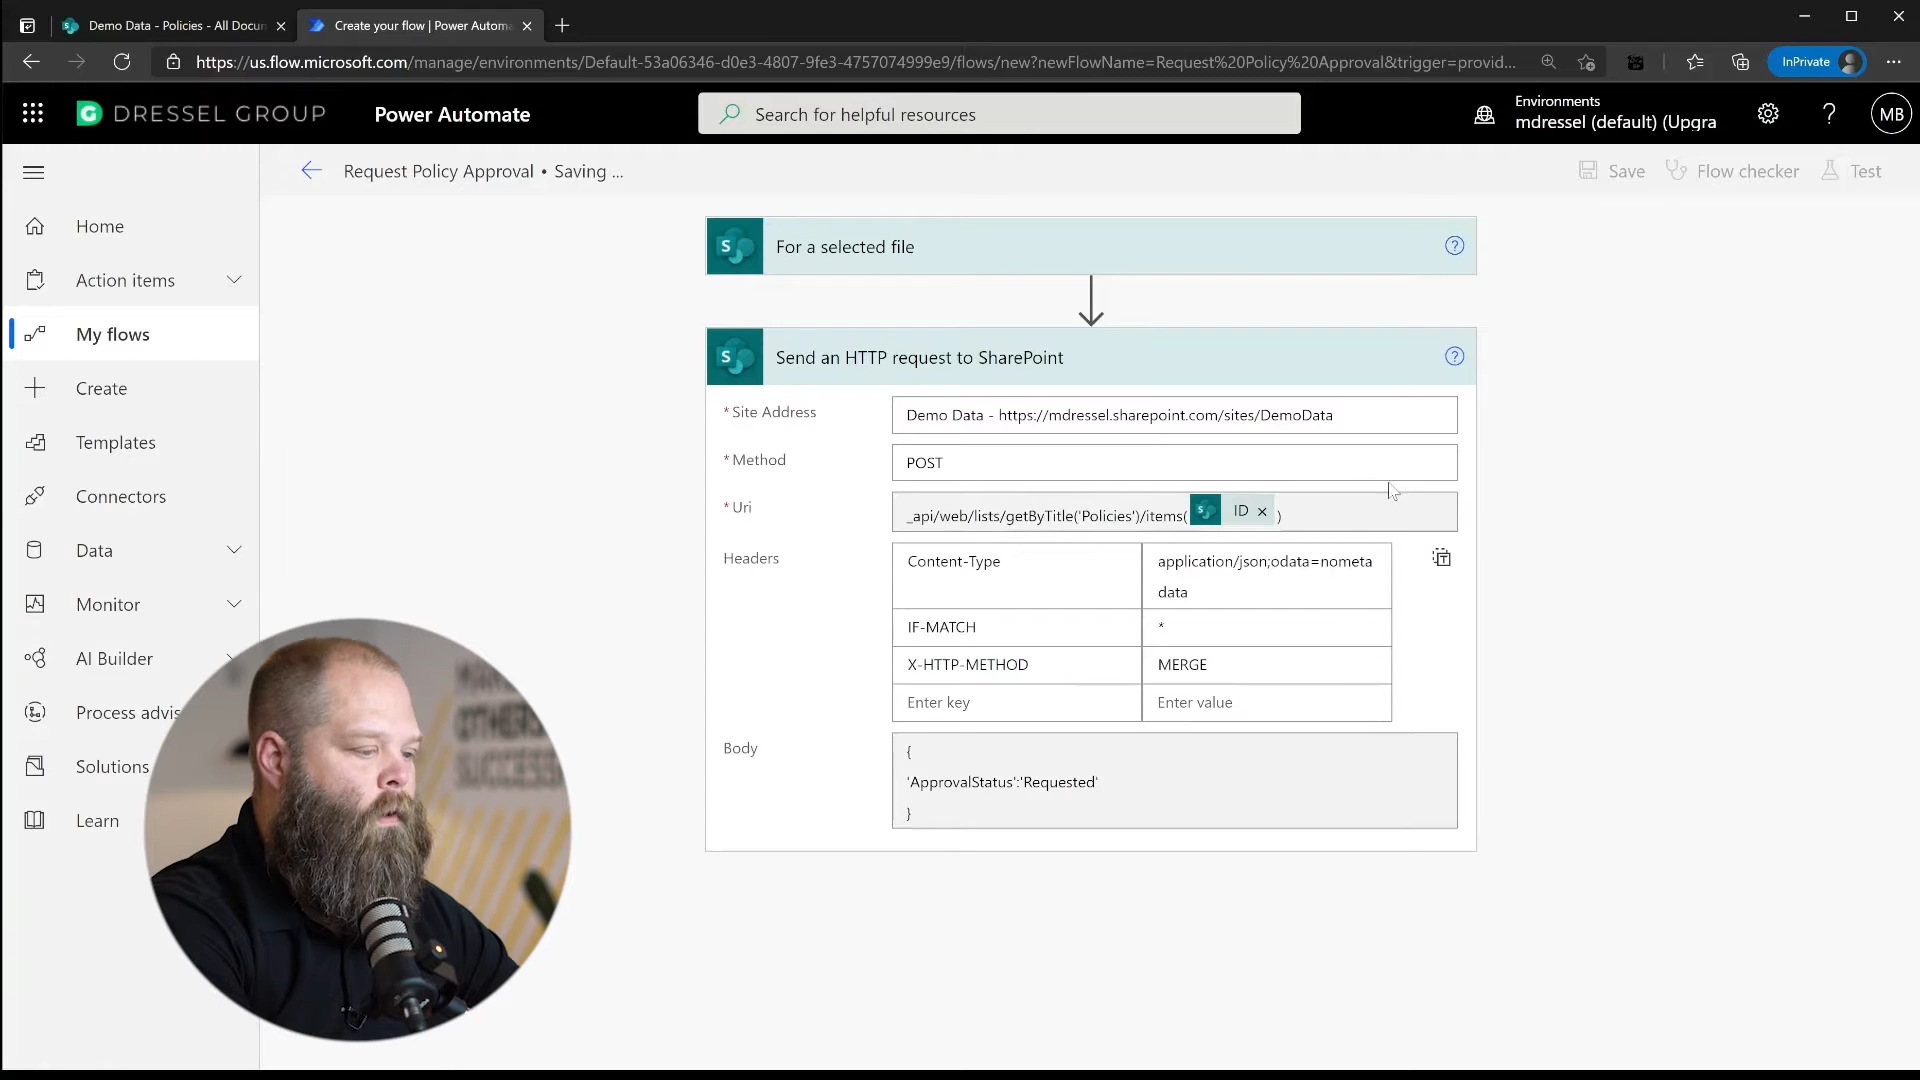 Demo Data - Policies - All Docun
Create your flow | Power Autom
https://us.flow.microsoft.com/manage/environments/Default-53a06346-d0e3-4807-9fe3-4757074999e9/flows/new?newFlowName=Request%20Policy%20Approval&trigger=provid...
InPrivate
DRESSEL GROUP
Power Automate
Search for helpful resources
Environments
mdressel (default) (Upgra
MB
Request Policy Approval • Saving ...
Save
Flow checker
Test
Home
Action items
My flows
Create
Templates
Connectors
Data
Monitor
AI Builder
Process advis
Solutions
Learn
For a selected file
Send an HTTP request to SharePoint
* Site Address
Demo Data - https://mdressel.sharepoint.com/sites/DemoData
* Method
POST
* Uri
_api/web/lists/getByTitle('Policies')/items( ID × )
Headers
Content-Type
application/json;odata=nometa
data
IF-MATCH
*
X-HTTP-METHOD
MERGE
Enter key
Enter value
Body
{
'ApprovalStatus':'Requested'
}
OTHERS
SUCCESS